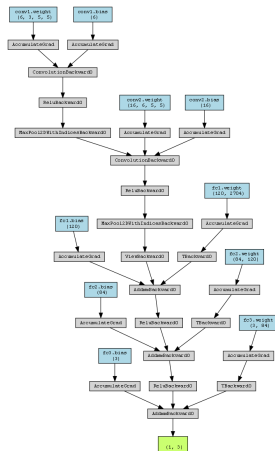 conv1.weight
(6, 3, 5, 5)
conv1.bias
(6)
AccumulateGrad
AccumulateGrad
ConvolutionBackward0
ReluBackward0
conv2.weight
(16, 6, 5, 5)
conv2.bias
(16)
MaxPool2DWithIndicesBackward0
AccumulateGrad
AccumulateGrad
ConvolutionBackward0
ReluBackward0
fc1.weight
(120, 2704)
fc1.bias
(120)
MaxPool2DWithIndicesBackward0
AccumulateGrad
AccumulateGrad
ViewBackward0
TBackward0
fc2.weight
(84, 120)
fc2.bias
(84)
AddmmBackward0
AccumulateGrad
AccumulateGrad
ReluBackward0
TBackward0
fc3.weight
(3, 84)
fc3.bias
(3)
AddmmBackward0
AccumulateGrad
AccumulateGrad
ReluBackward0
TBackward0
AddmmBackward0
(1, 3)